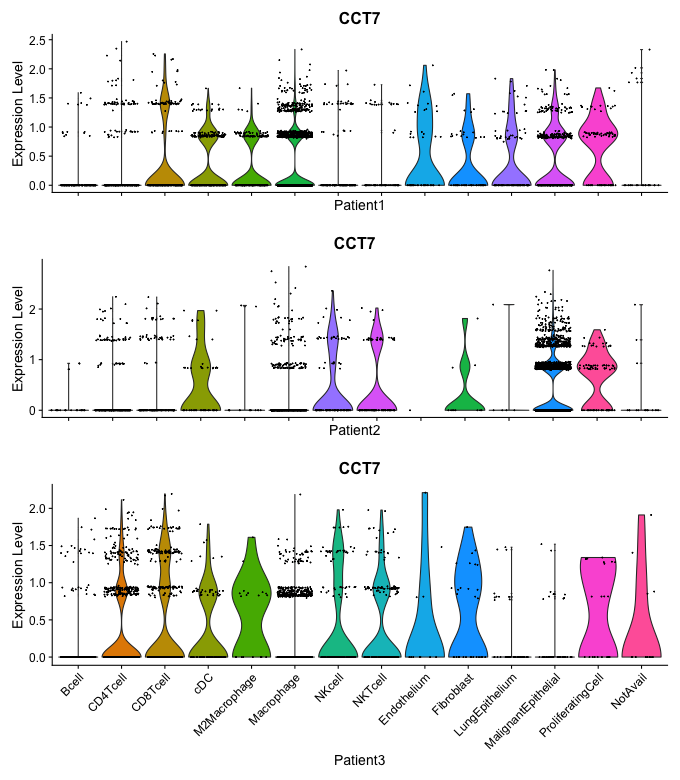 CCT7
Expression Level
2.5
2.0
1.5
1.0
0.5
0.0
Patient1
CCT7
Expression Level
2
1
0
Patient2
CCT7
Expression Level
2.0
1.5
1.0
0.5
0.0
Bcell
CD4Tcell
CD8Tcell
cDC
M2Macrophage
Macrophage
NKcell
NKTcell
Endothelium
Fibroblast
LungEpithelium
MalignantEpithelial
ProliferatingCell
NotAvail
Patient3